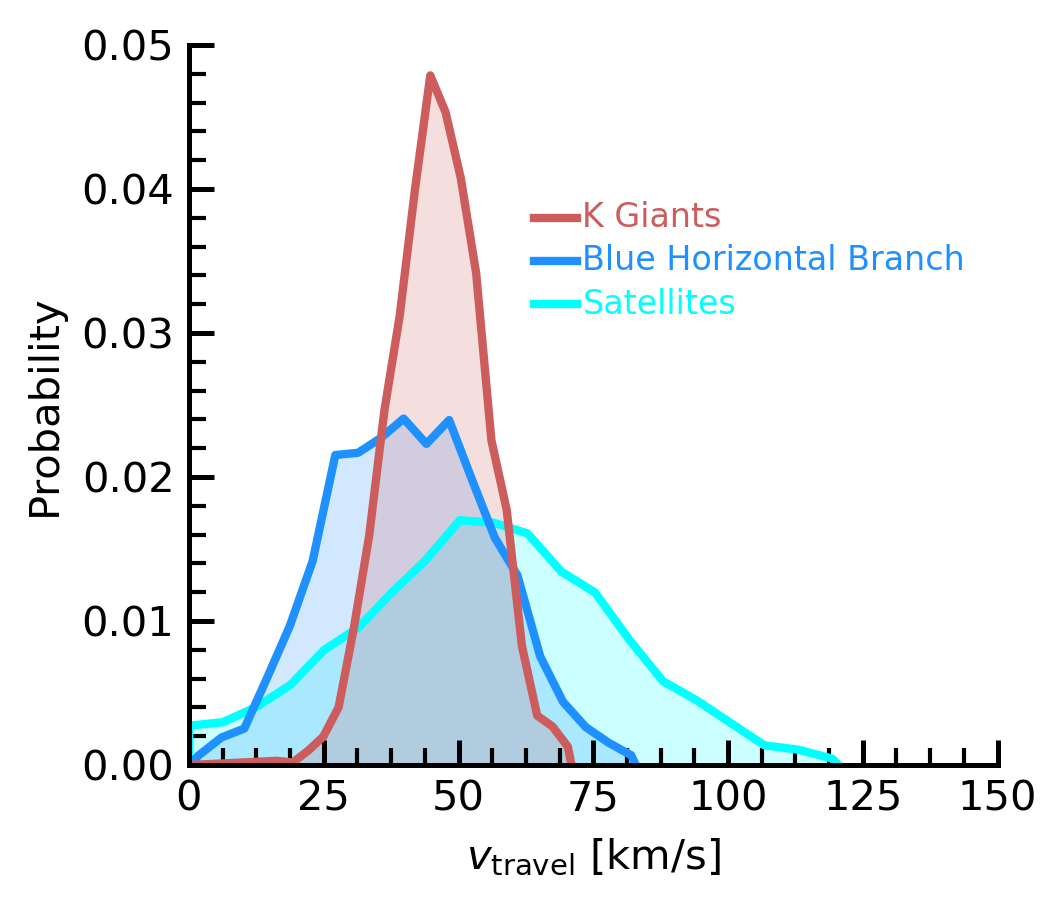 0.05
0.04
0.03
0.02
0.01
0.00
Probability
K Giants
Blue Horizontal Branch
Satellites
0 25 50 75 100 125 150
v_travel [km/s]